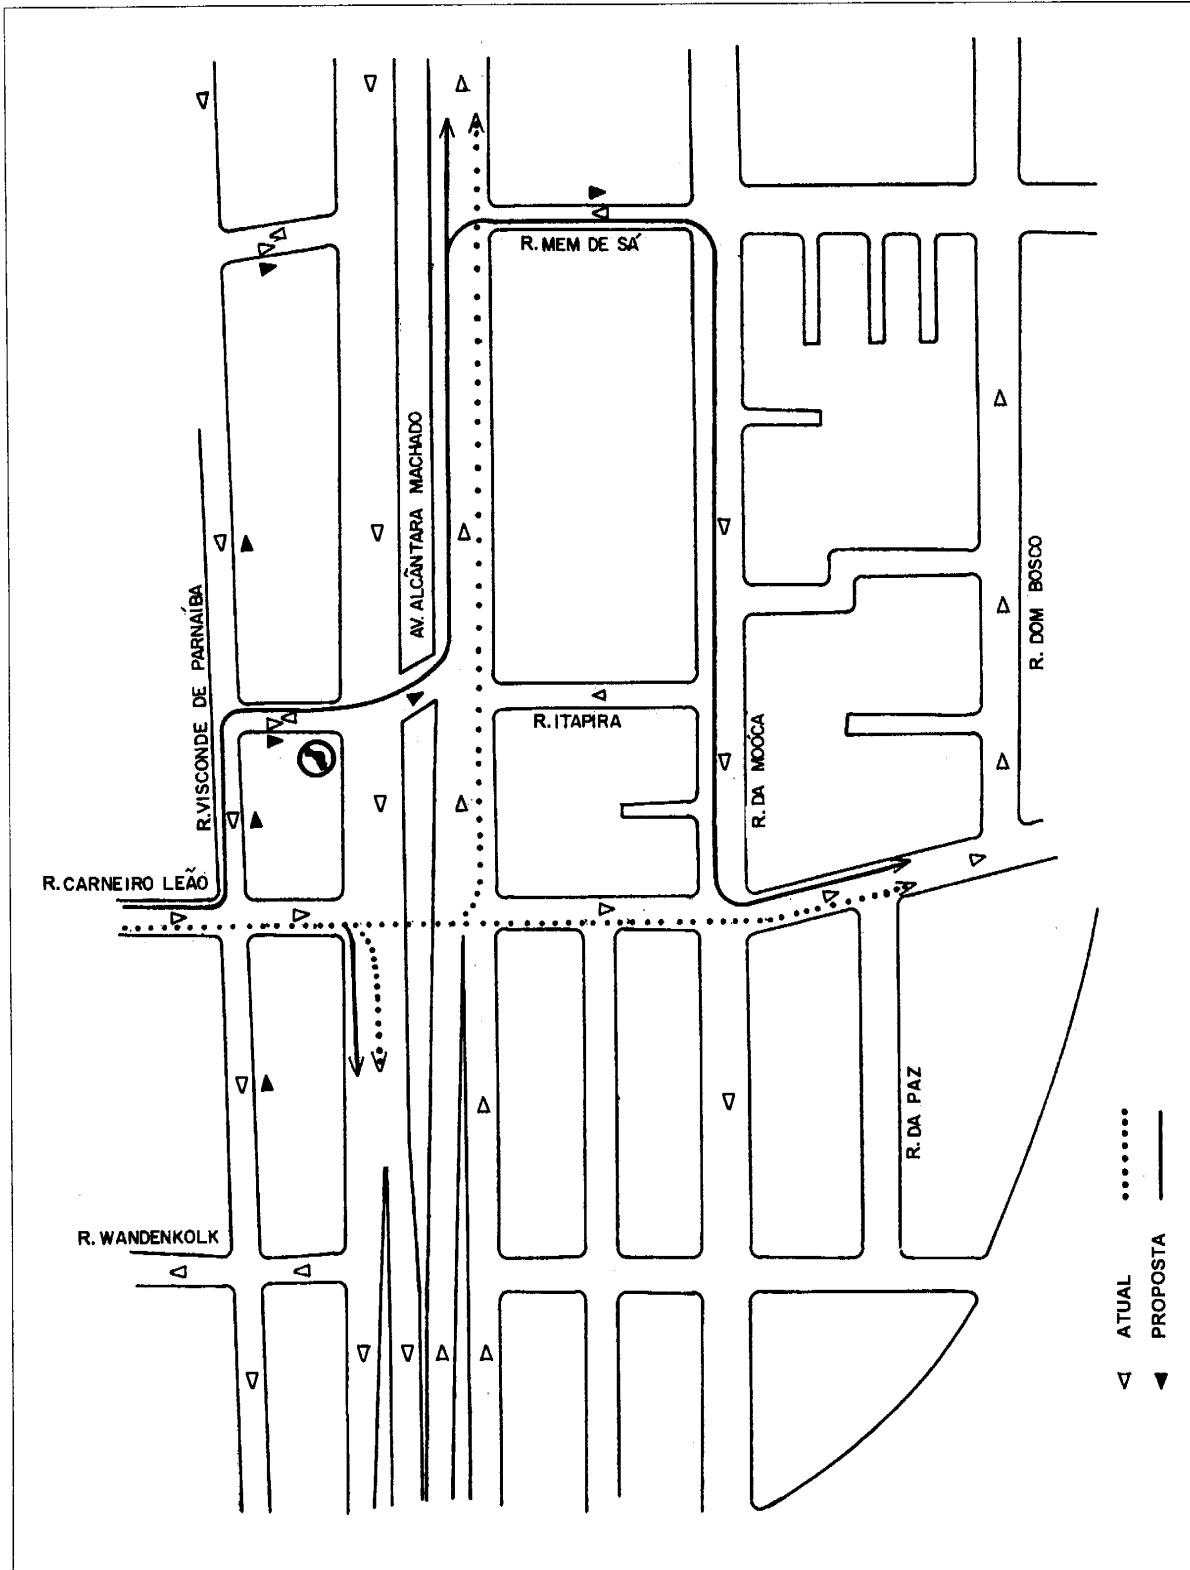 R. MEM DE SÁ
AV. ALCÂNTARA MACHADO
R. VISCONDE DE PARNAÍBA
R. DOM BOSCO
R. ITAPIRA
R. DA MOÓCA
R. CARNEIRO LEÃO
R. DA PAZ
R. WANDENKOLK
ATUAL
PROPOSTA